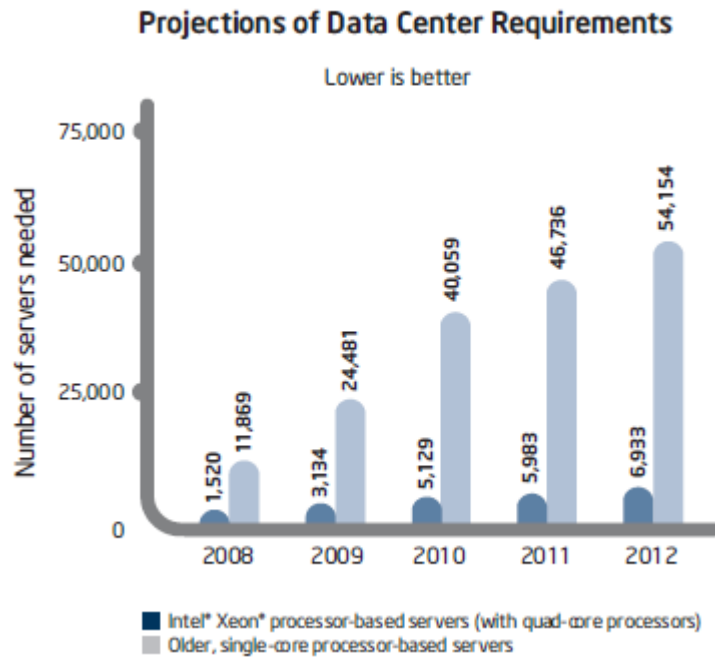 Projections of Data Center Requirements
Lower is better
Number of servers needed
75,000
50,000
25,000
0
1,520
11,869
3,134
24,481
5,129
40,059
5,983
46,736
6,933
54,154
2008 2009 2010 2011 2012
Intel* Xeon* processor-based servers (with quad-core processors)
Older, single-core processor-based servers